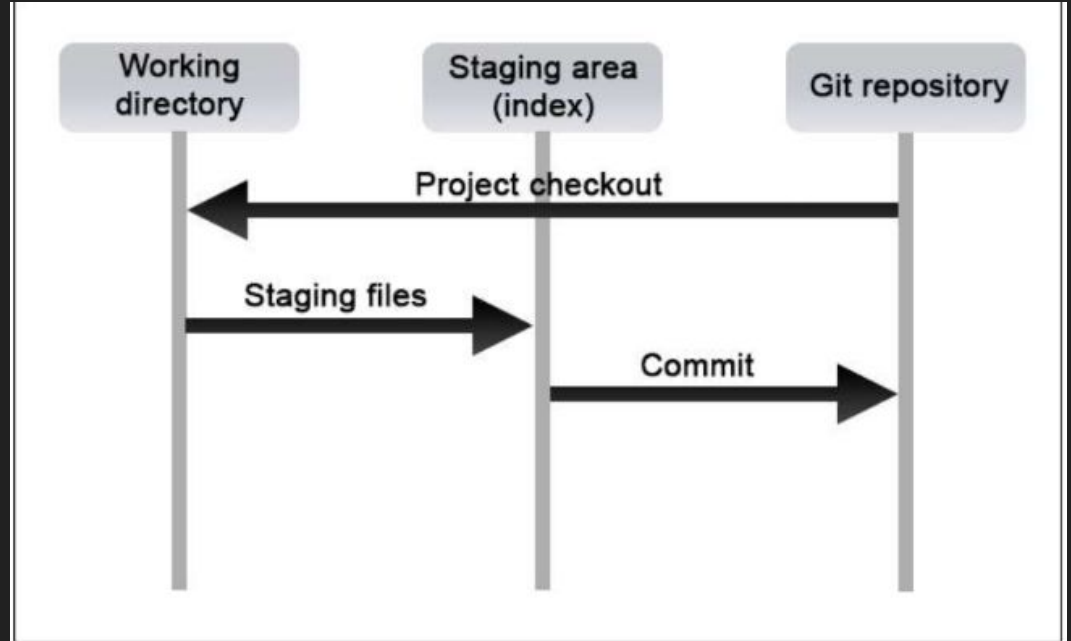 Working
directory
Staging area
(index)
Git repository
Project checkout
Staging files
Commit